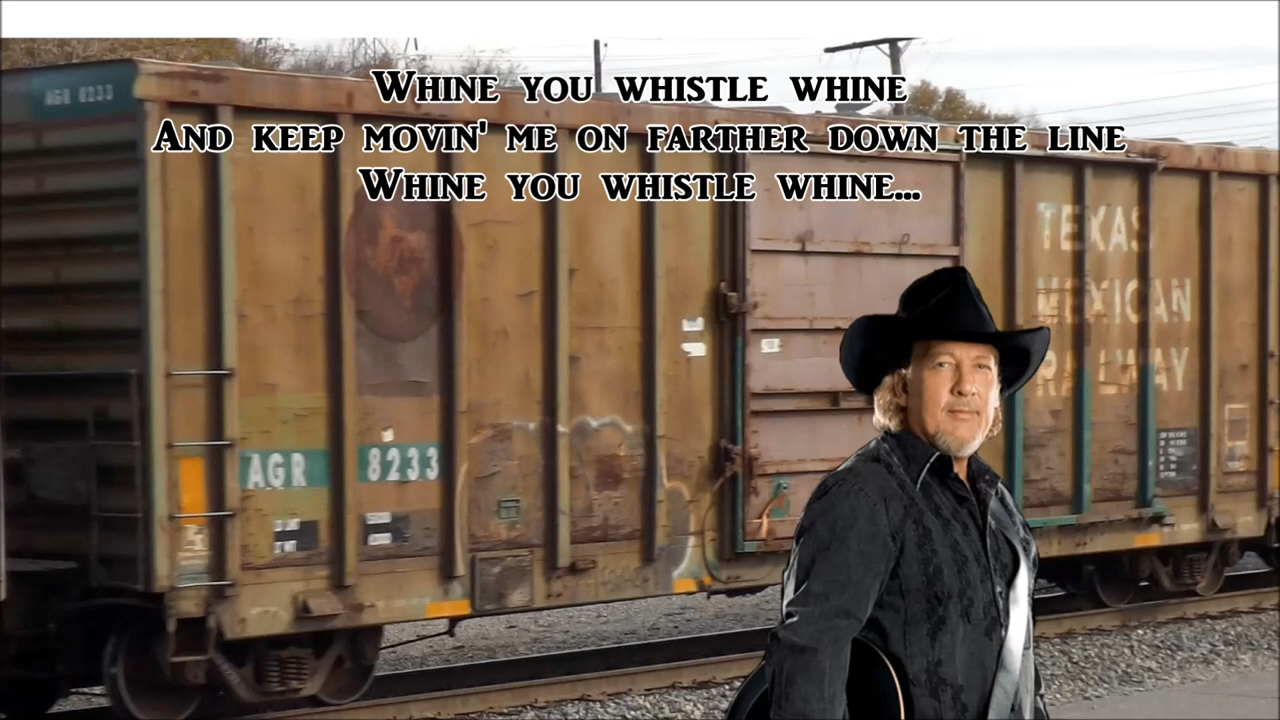 Whine you whistle whine
And keep movin' me on farther down the line
Whine you whistle whine...
AGR 8233
TEXAS
MEXICAN
RAILWAY
AGR 8233